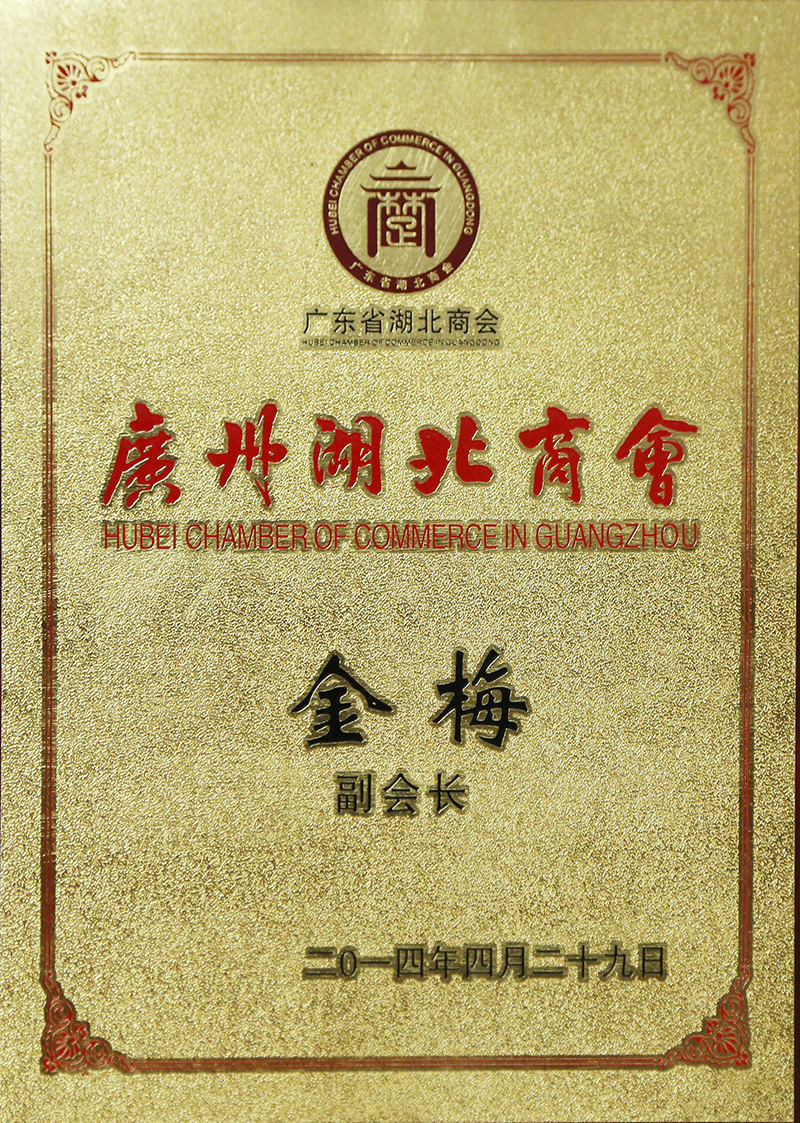 HUBEI CHAMBER OF COMMERCE IN GUANGDONG
楚
广东省湖北商会
广东省湖北商会
HUBEI CHAMBER OF COMMERCE IN GUANGDONG
廣州湖北商會
HUBEI CHAMBER OF COMMERCE IN GUANGZHOU
金梅
副会长
二0一四年四月二十九日